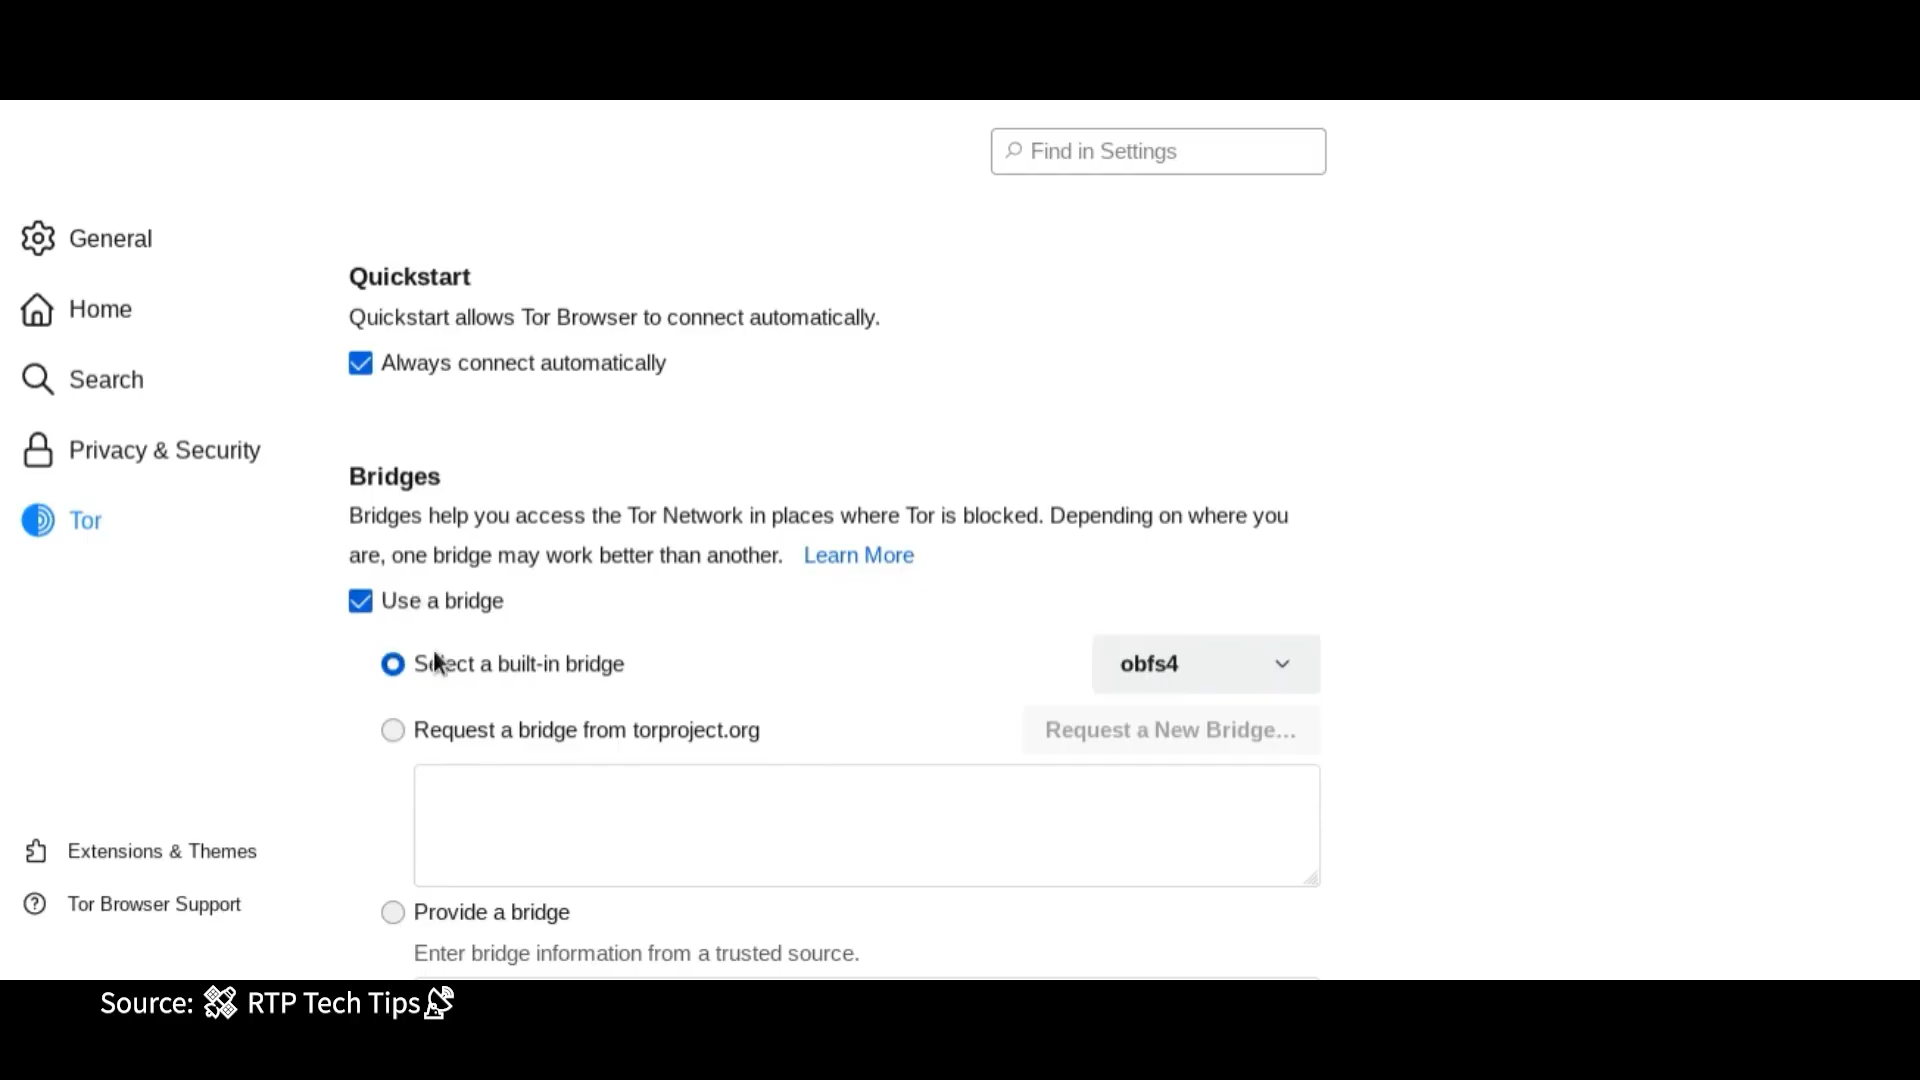 Find in Settings
General
Home
Search
Privacy & Security
Tor
Extensions & Themes
Tor Browser Support
Quickstart
Quickstart allows Tor Browser to connect automatically.
Always connect automatically
Bridges
Bridges help you access the Tor Network in places where Tor is blocked. Depending on where you
are, one bridge may work better than another. Learn More
Use a bridge
Select a built-in bridge
obfs4
Request a bridge from torproject.org
Request a New Bridge...
Provide a bridge
Enter bridge information from a trusted source.
Source: RTP Tech Tips